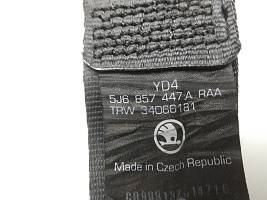 YD4
5J6 857 447 A RAA
TRW 34066181
Made in Czech Republic